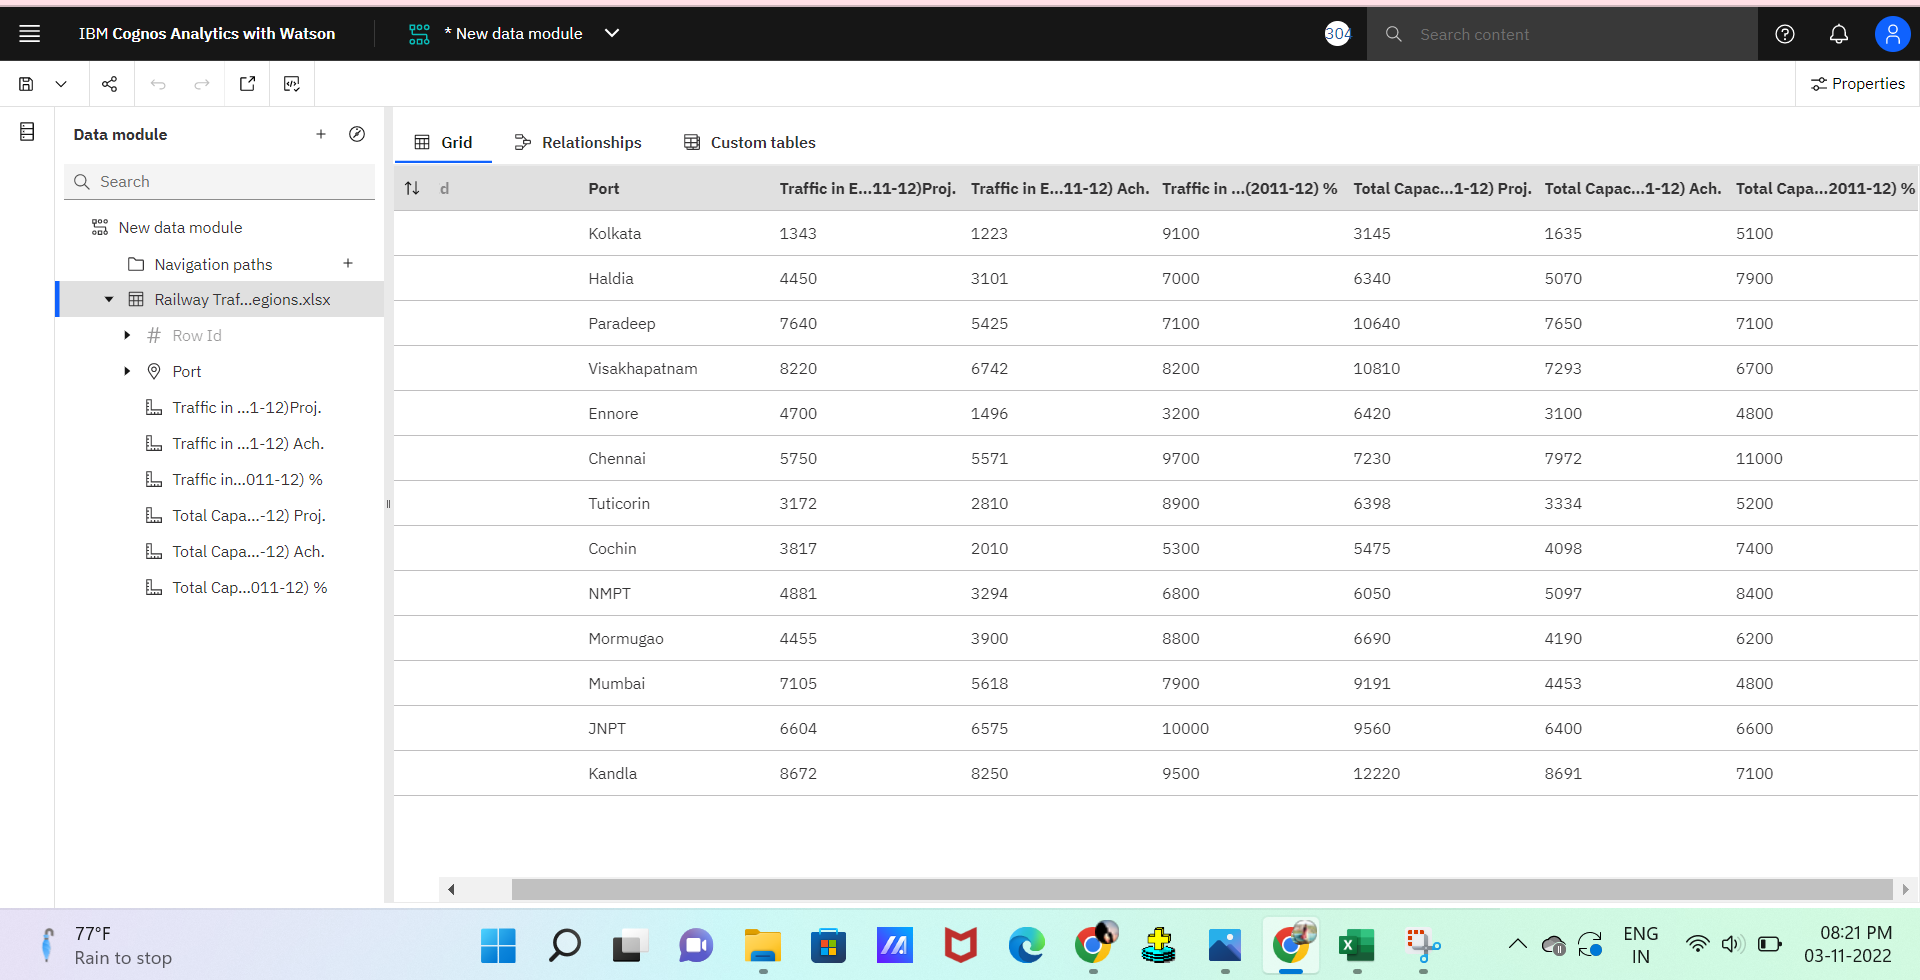 IBM Cognos Analytics with Watson
* New data module
304
Search content
Properties
Data module
Search
New data module
Navigation paths
Railway Traf...egions.xlsx
Row Id
Port
Traffic in ...1-12)Proj.
Traffic in ...1-12) Ach.
Traffic in...011-12) %
Total Capa...-12) Proj.
Total Capa...-12) Ach.
Total Cap...011-12) %
Grid Relationships Custom tables
d Port Traffic in E...11-12)Proj. Traffic in E...11-12) Ach. Traffic in ...(2011-12) % Total Capac...1-12) Proj. Total Capac...1-12) Ach. Total Capa...2011-12) %
Kolkata 1343 1223 9100 3145 1635 5100
Haldia 4450 3101 7000 6340 5070 7900
Paradeep 7640 5425 7100 10640 7650 7100
Visakhapatnam 8220 6742 8200 10810 7293 6700
Ennore 4700 1496 3200 6420 3100 4800
Chennai 5750 5571 9700 7230 7972 11000
Tuticorin 3172 2810 8900 6398 3334 5200
Cochin 3817 2010 5300 5475 4098 7400
NMPT 4881 3294 6800 6050 5097 8400
Mormugao 4455 3900 8800 6690 4190 6200
Mumbai 7105 5618 7900 9191 4453 4800
JNPT 6604 6575 10000 9560 6400 6600
Kandla 8672 8250 9500 12220 8691 7100
77°F
Rain to stop
ENG
IN
08:21 PM
03-11-2022